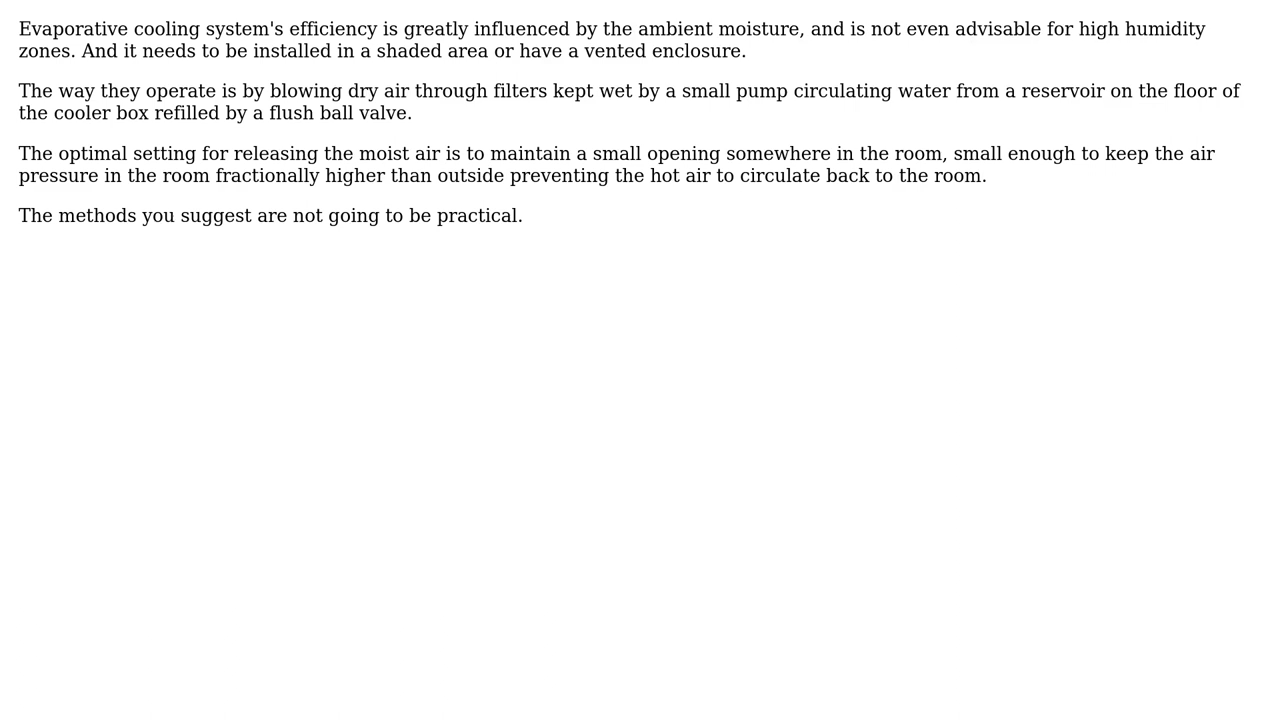 Evaporative cooling system's efficiency is greatly influenced by the ambient moisture, and is not even advisable for high humidity
zones. And it needs to be installed in a shaded area or have a vented enclosure.
The way they operate is by blowing dry air through filters kept wet by a small pump circulating water from a reservoir on the floor of
the cooler box refilled by a flush ball valve.
The optimal setting for releasing the moist air is to maintain a small opening somewhere in the room, small enough to keep the air
pressure in the room fractionally higher than outside preventing the hot air to circulate back to the room.
The methods you suggest are not going to be practical.